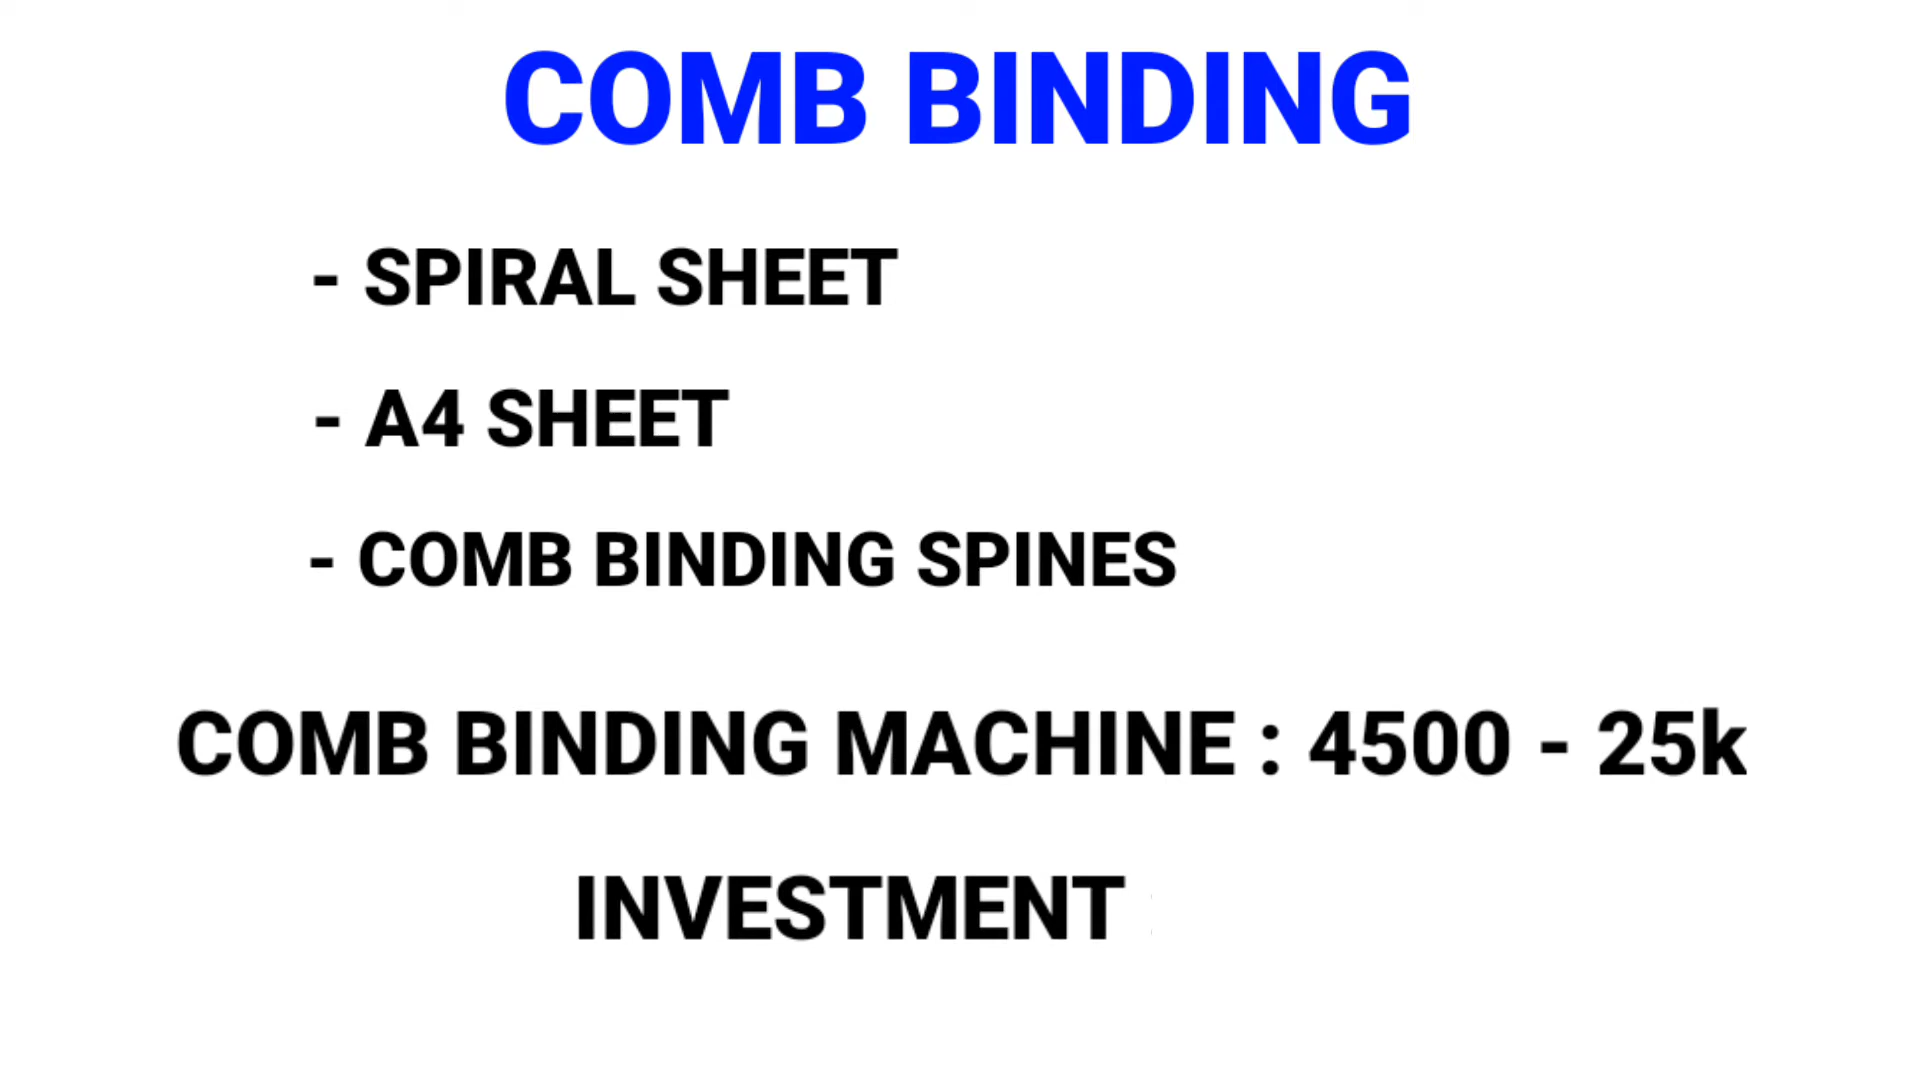 COMB BINDING
- SPIRAL SHEET
- A4 SHEET
- COMB BINDING SPINES
COMB BINDING MACHINE : 4500 - 25k
INVESTMENT